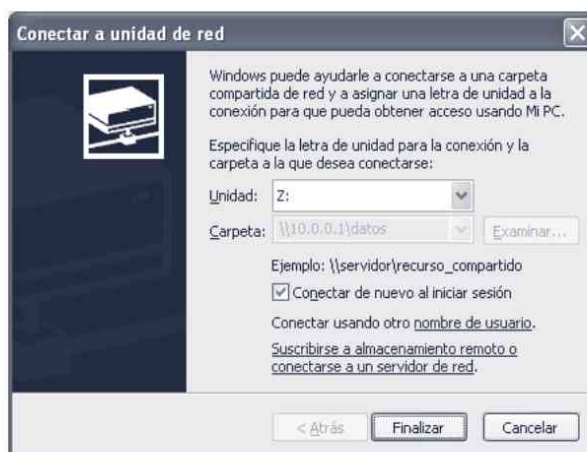 Conectar a unidad de red
Windows puede ayudarle a conectarse a una carpeta
compartida de red y a asignar una letra de unidad a la
conexión para que pueda obtener acceso usando Mi PC.
Especifique la letra de unidad para la conexión y la
carpeta a la que desea conectarse:
Unidad: Z:
Carpeta: \\10.0.0.1\datos Examinar...
Ejemplo: \\servidor\recurso_compartido
Conectar de nuevo al iniciar sesión
Conectar usando otro nombre de usuario.
Suscribirse a almacenamiento remoto o
conectarse a un servidor de red.
< Atrás Finalizar Cancelar